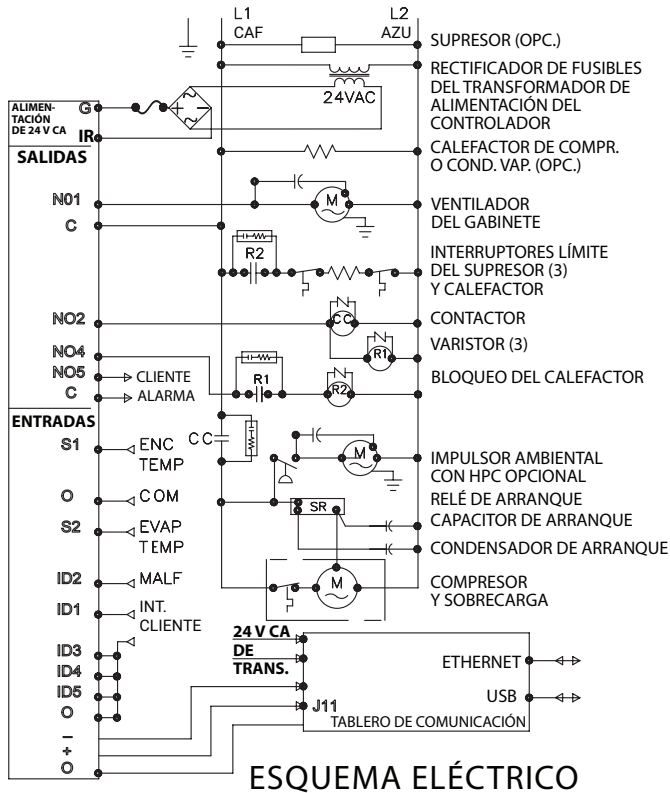 L1
CAF
L2
AZU
SUPRESOR (OPC.)
24VAC
RECTIFICADOR DE FUSIBLES
DEL TRANSFORMADOR DE
ALIMENTACIÓN DEL
CONTROLADOR
ALIMEN-
TACIÓN
DE 24 V CA
G
IR
CALEFACTOR DE COMPR.
O COND. VAP. (OPC.)
SALIDAS
NO1
M
VENTILADOR
DEL GABINETE
C
R2
INTERRUPTORES LÍMITE
DEL SUPRESOR (3)
Y CALEFACTOR
NO2
CC
CONTACTOR
R1
VARISTOR (3)
NO4
R1
R2
BLOQUEO DEL CALEFACTOR
NO5
CLIENTE
C
ALARMA
ENTRADAS
CC
S1
ENC
TEMP
M
IMPULSOR AMBIENTAL
CON HPC OPCIONAL
O
COM
SR
RELÉ DE ARRANQUE
CAPACITOR DE ARRANQUE
S2
EVAP
TEMP
CONDENSADOR DE ARRANQUE
ID2
MALF
M
COMPRESOR
Y SOBRECARGA
ID1
INT.
CLIENTE
24 V CA
DE
TRANS.
ID3
ID4
ID5
O
ETHERNET
USB
J11
TABLERO DE COMUNICACIÓN
–
+
O
ESQUEMA ELÉCTRICO